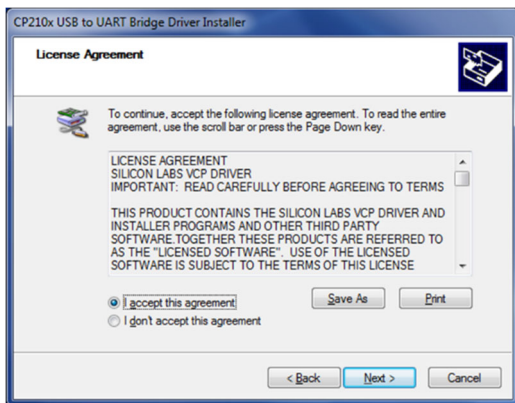 CP210x USB to UART Bridge Driver Installer
License Agreement
To continue, accept the following license agreement. To read the entire
agreement, use the scroll bar or press the Page Down key.
LICENSE AGREEMENT
SILICON LABS VCP DRIVER
IMPORTANT: READ CAREFULLY BEFORE AGREEING TO TERMS
THIS PRODUCT CONTAINS THE SILICON LABS VCP DRIVER AND
INSTALLER PROGRAMS AND OTHER THIRD PARTY
SOFTWARE.TOGETHER THESE PRODUCTS ARE REFERRED TO
AS THE "LICENSED SOFTWARE". USE OF THE LICENSED
SOFTWARE IS SUBJECT TO THE TERMS OF THIS LICENSE
I accept this agreement
Save As
Print
I don't accept this agreement
< Back
Next >
Cancel